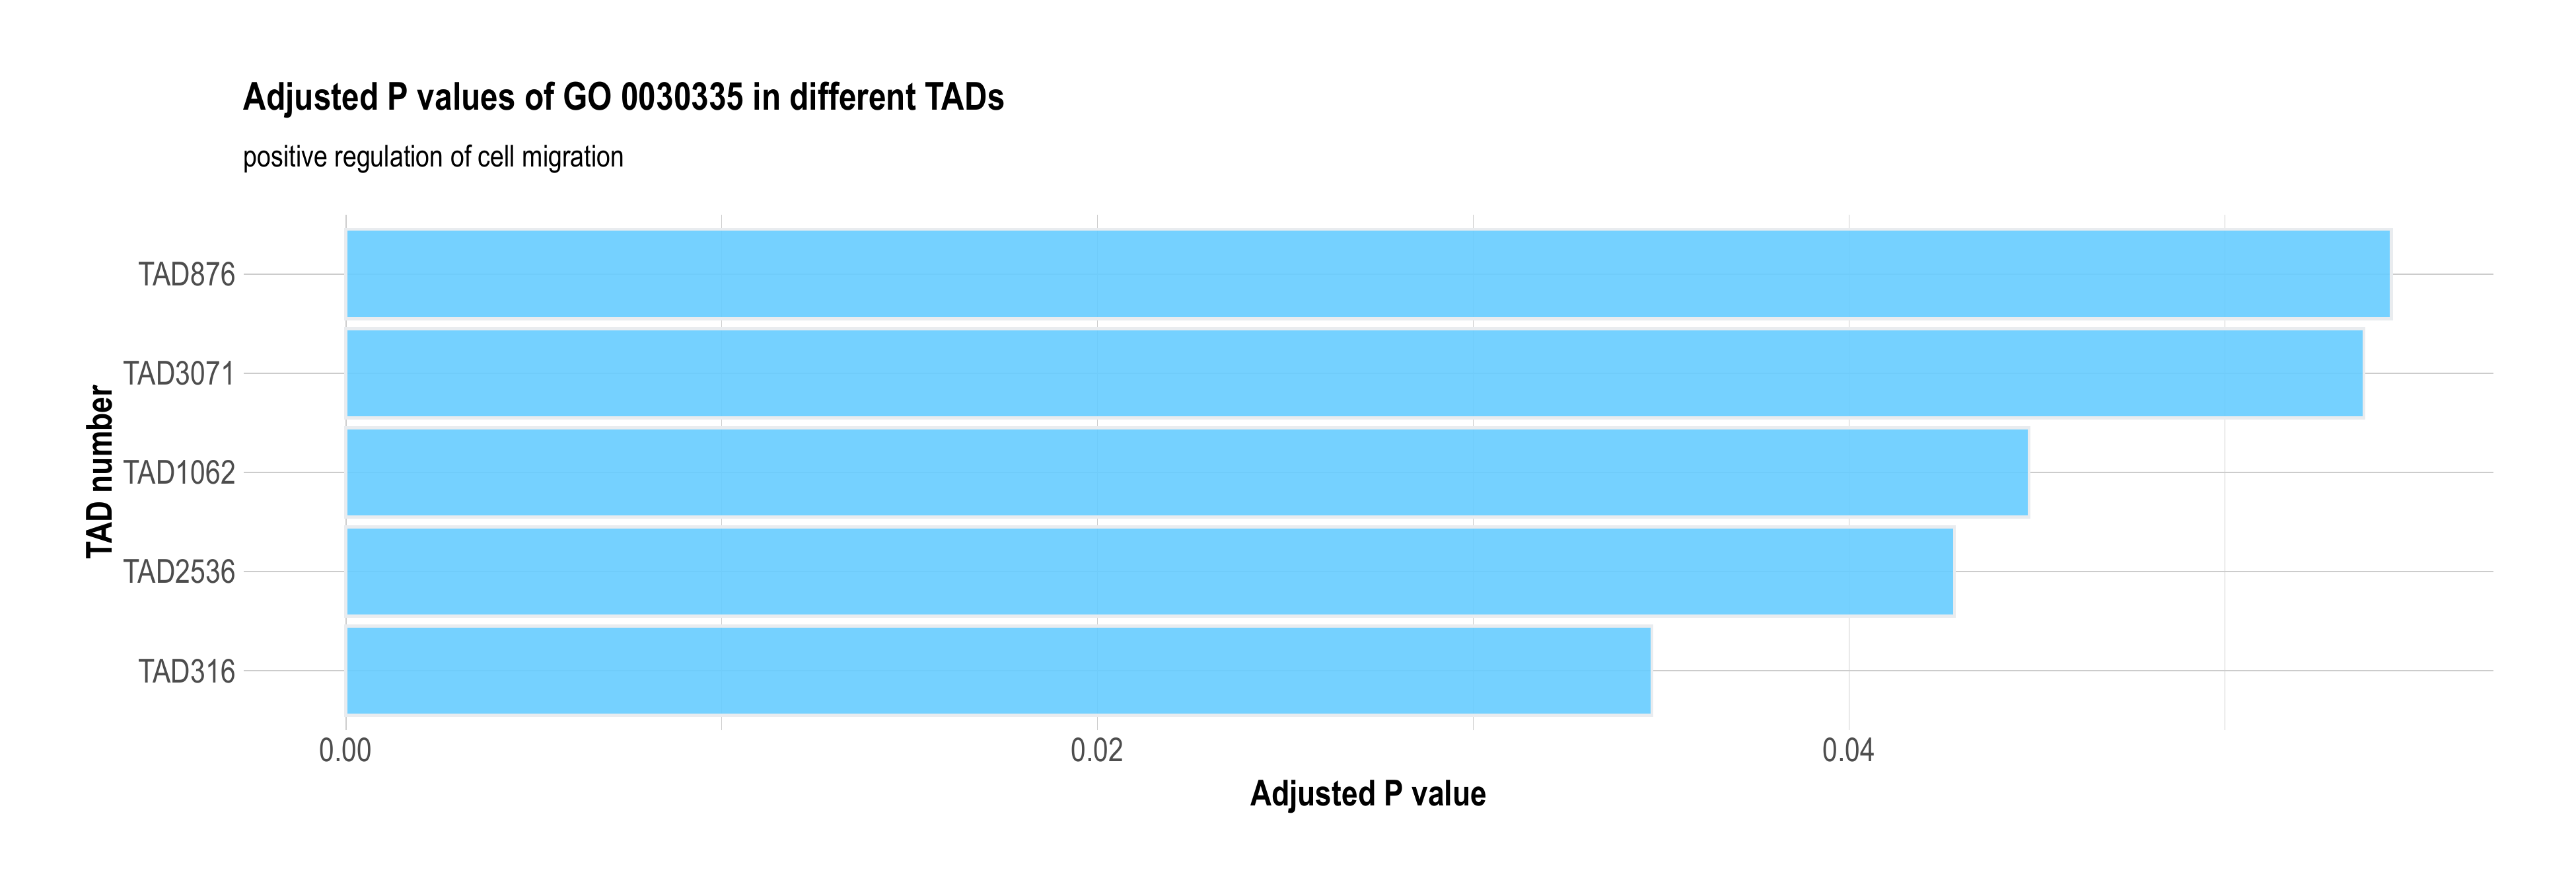 Adjusted P values of GO 0030335 in different TADs
positive regulation of cell migration
TAD number
TAD876
TAD3071
TAD1062
TAD2536
TAD316
0.00 0.02 0.04
Adjusted P value